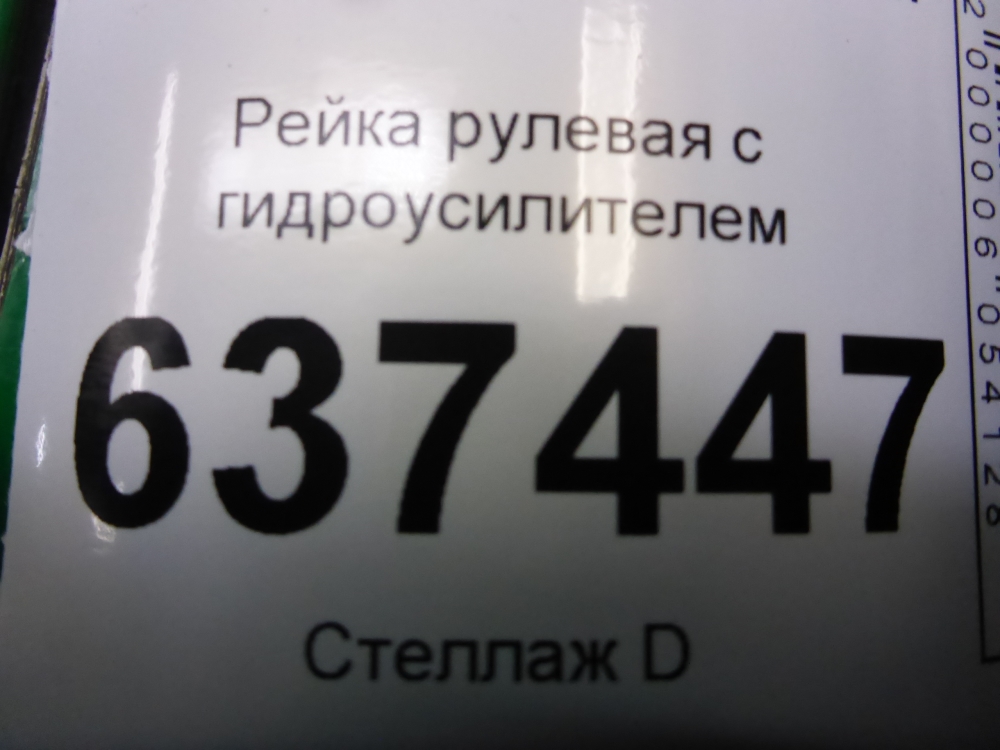 Рейка рулевая с
гидроусилителем
637447
Стеллаж D